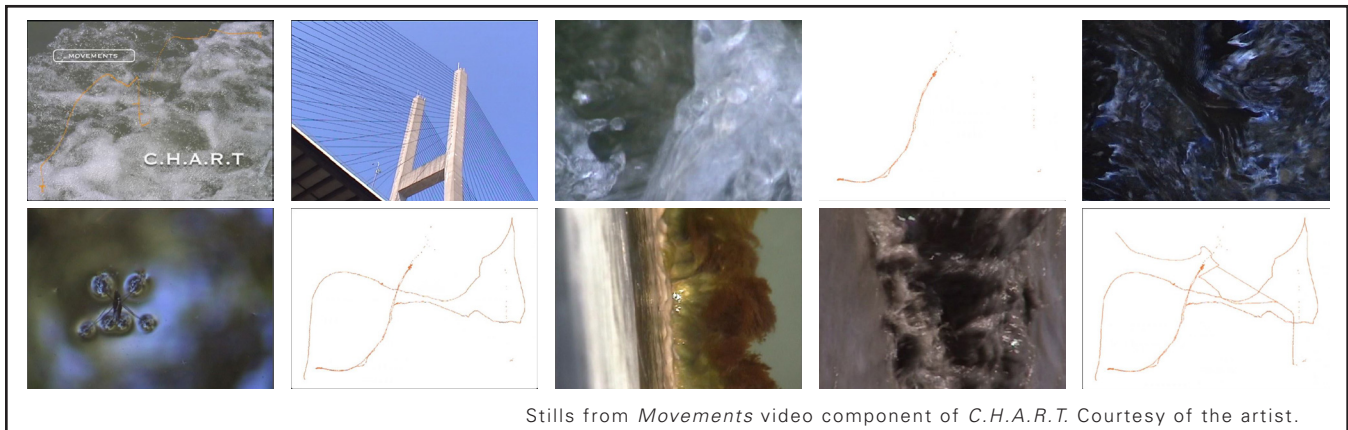 MOVEMENTS
C.H.A.R.T
Stills from Movements video component of C.H.A.R.T. Courtesy of the artist.